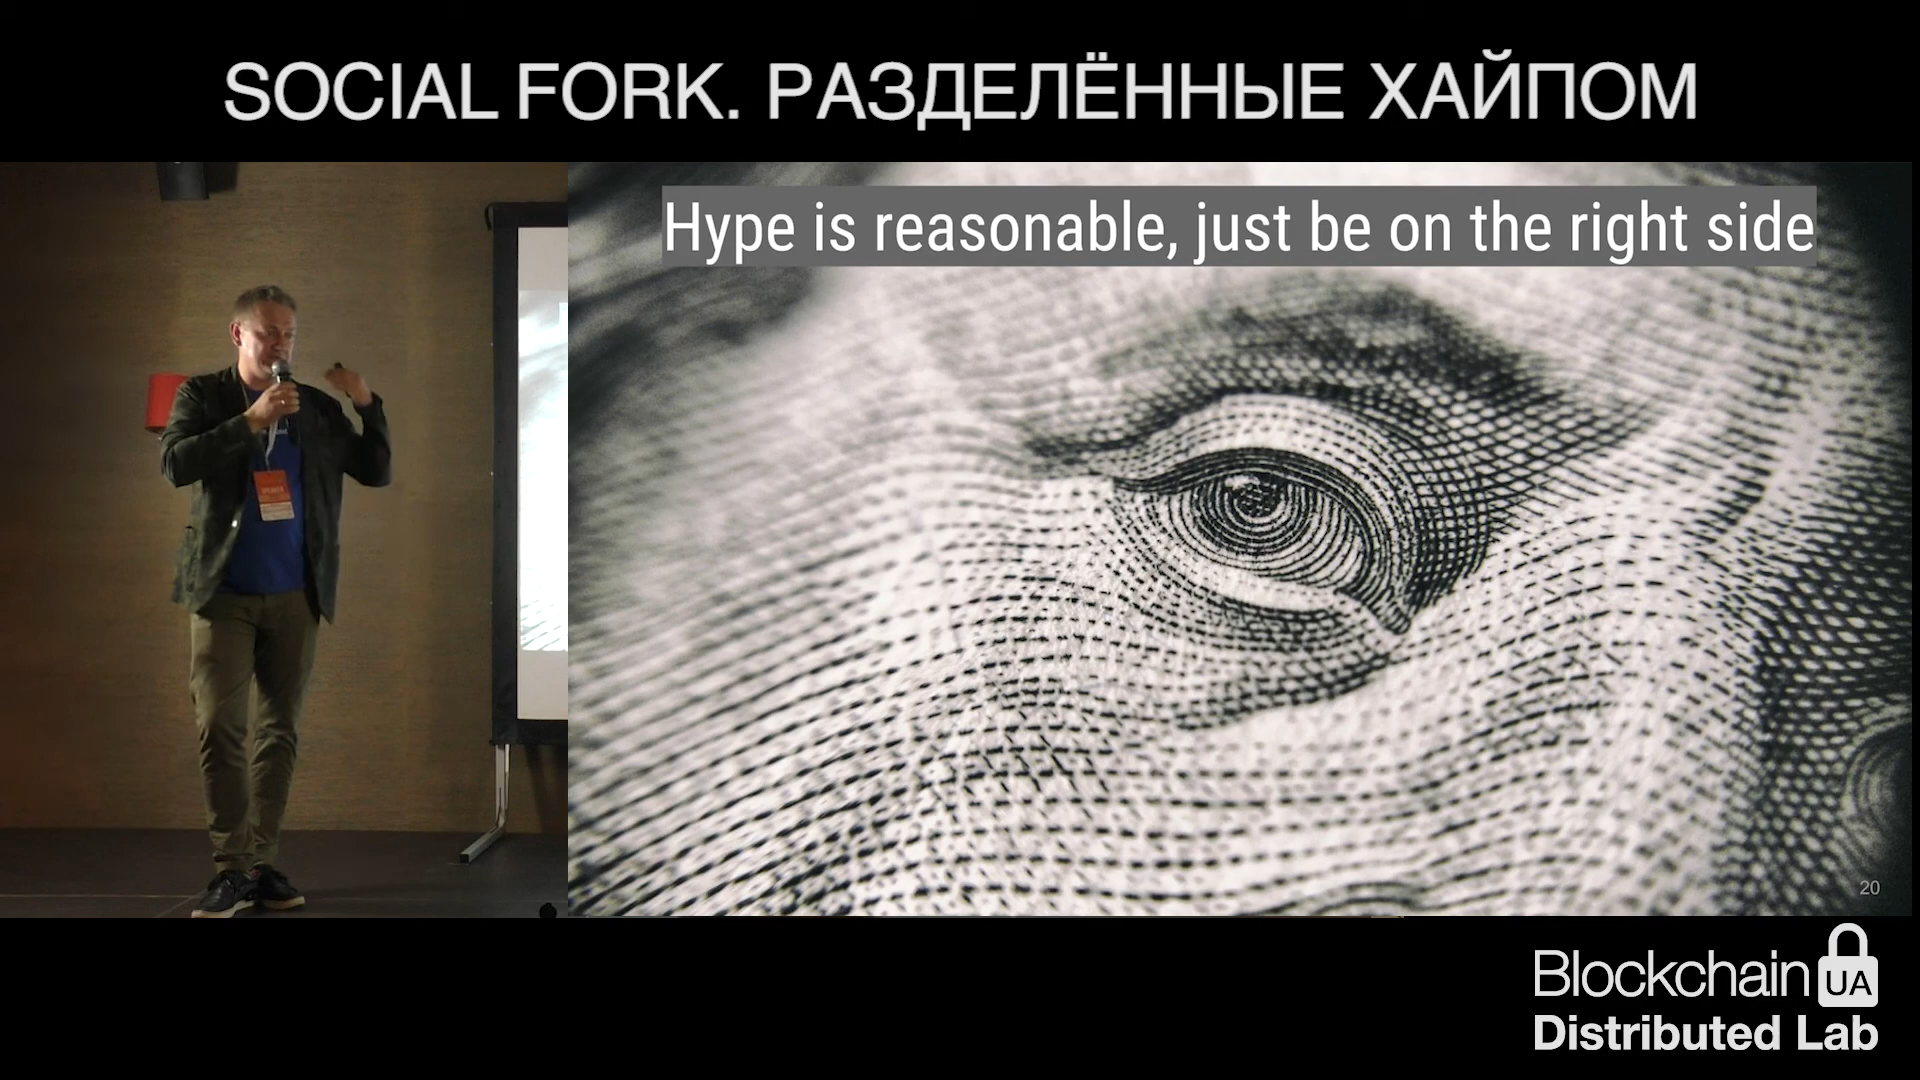 SOCIAL FORK. РАЗДЕЛЁННЫЕ ХАЙПОМ
Hype is reasonable, just be on the right side
20
Blockchain UA
Distributed Lab